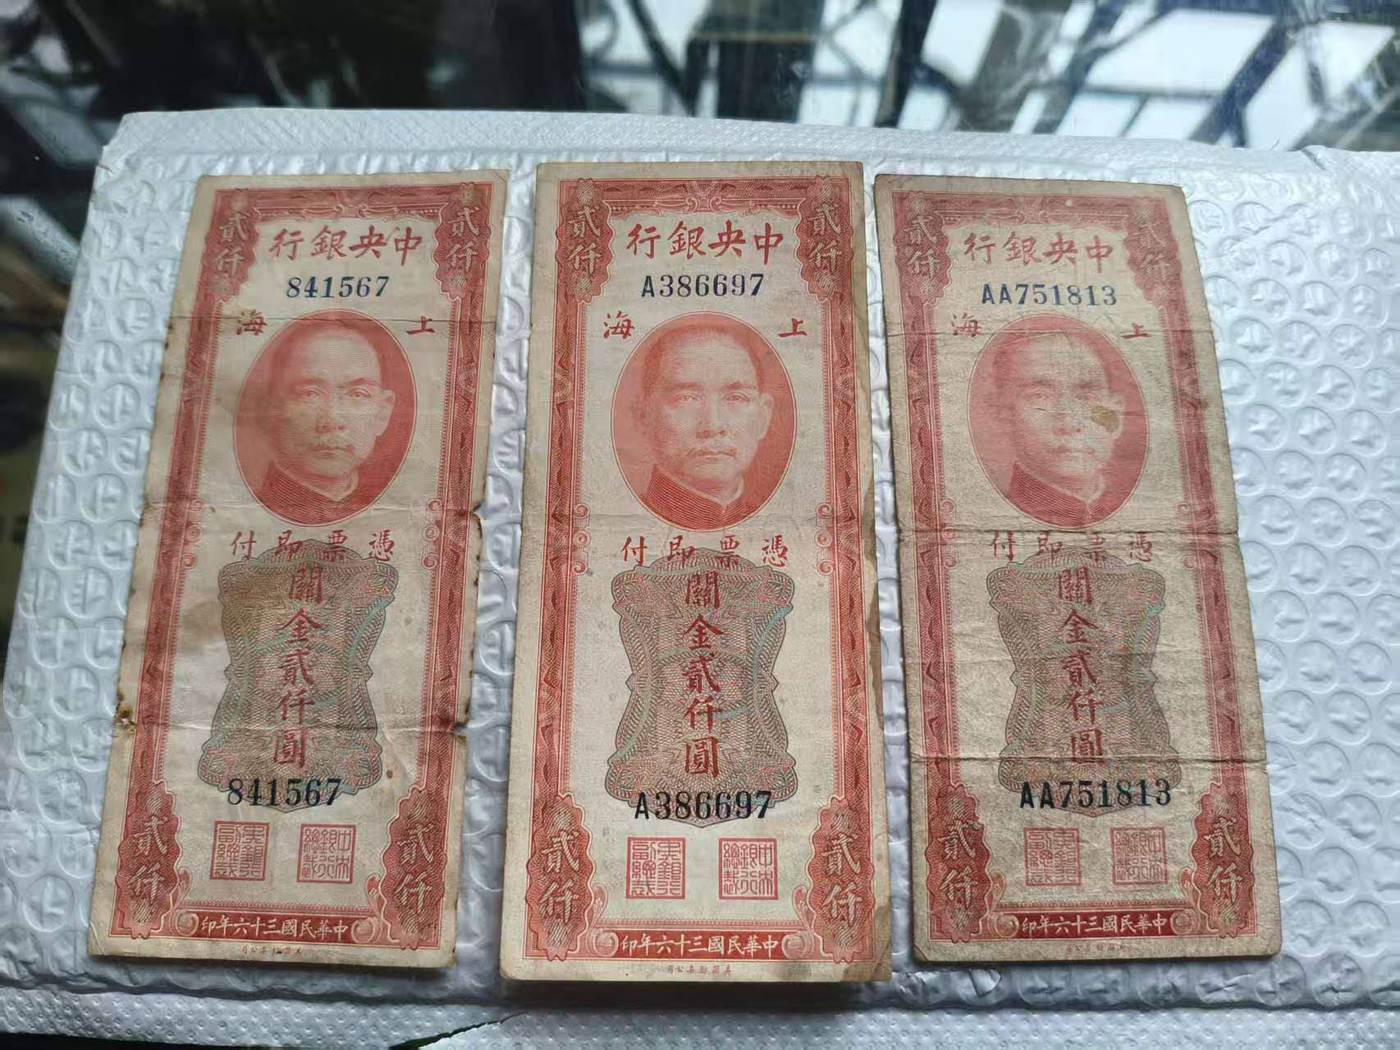 貳仟
貳仟
中央銀行
841567
上海
憑票即付
關金貳仟圓
841567
貳仟
貳仟
中華民國三十六年印
貳仟
貳仟
中央銀行
A386697
上海
憑票即付
關金貳仟圓
A386697
貳仟
貳仟
中華民國三十六年印
貳仟
貳仟
中央銀行
AA751813
上海
憑票即付
關金貳仟圓
AA751813
貳仟
貳仟
中華民國三十六年印